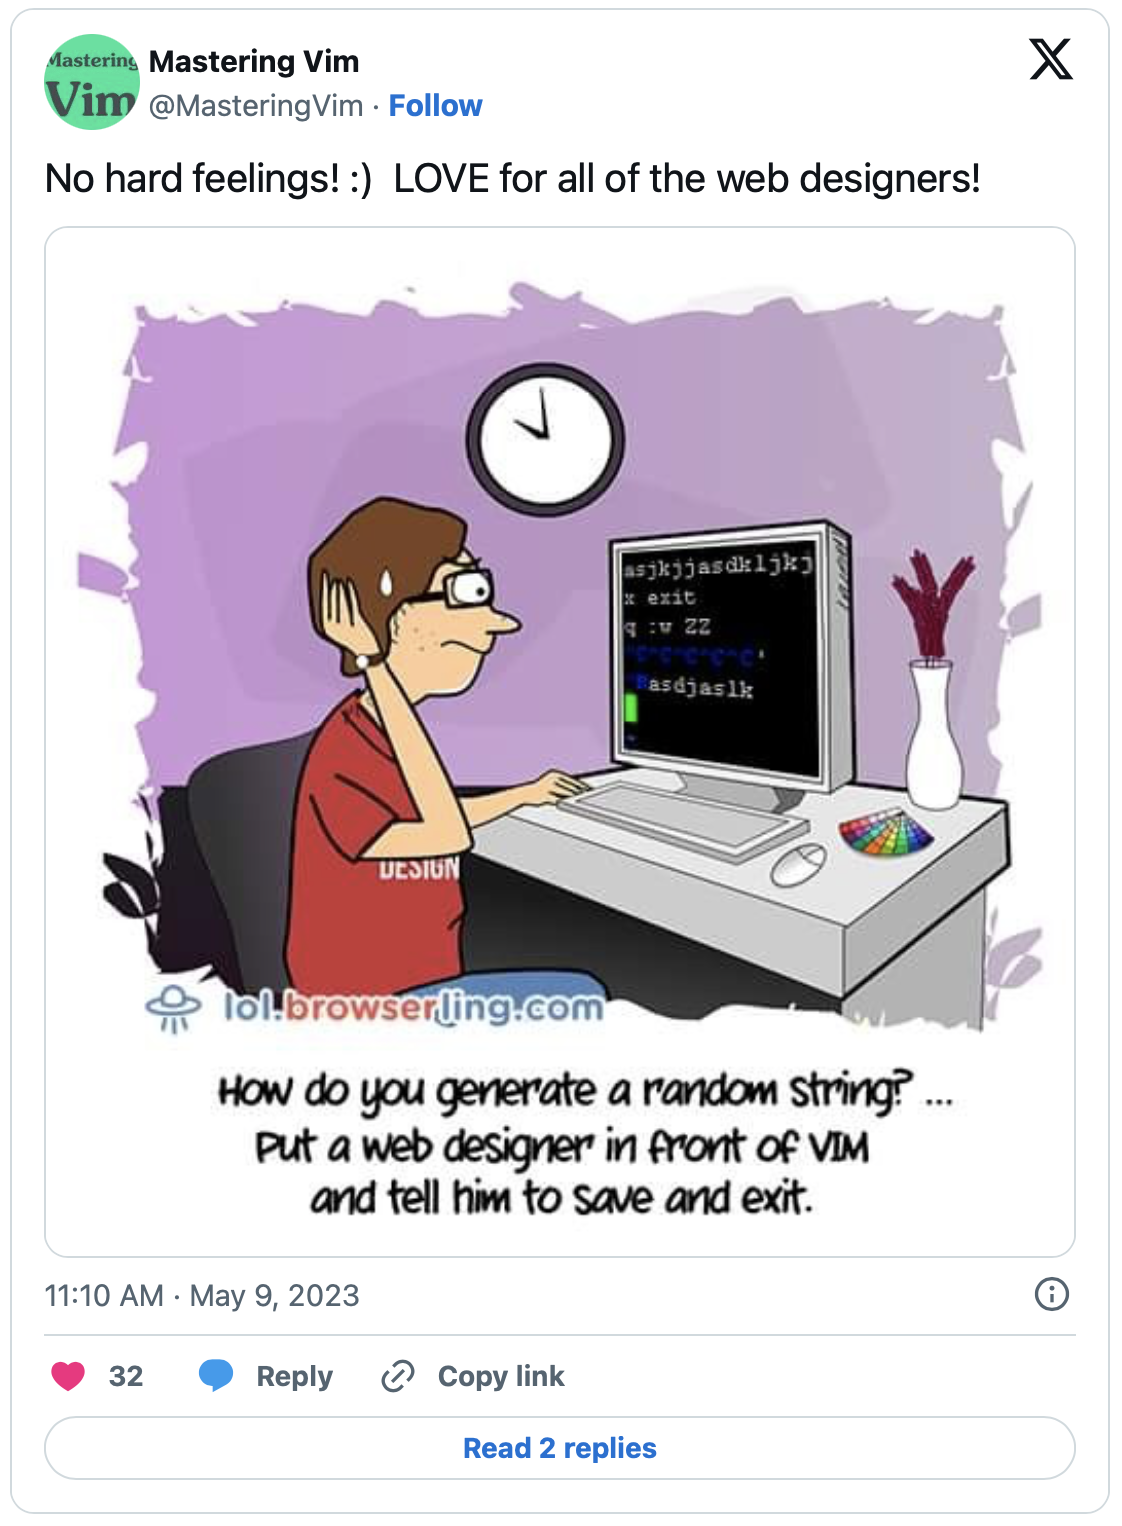 Mastering
Vim
Mastering Vim
@MasteringVim · Follow
No hard feelings! :) LOVE for all of the web designers!
asjkjjasdkljkj
x exit
q :w ZZ
^C^C^C^C^C'
asdjaslk
DESIGN
lol.browserling.com
How do you generate a random string? ...
Put a web designer in front of VIM
and tell him to save and exit.
11:10 AM · May 9, 2023
32 Reply Copy link
Read 2 replies